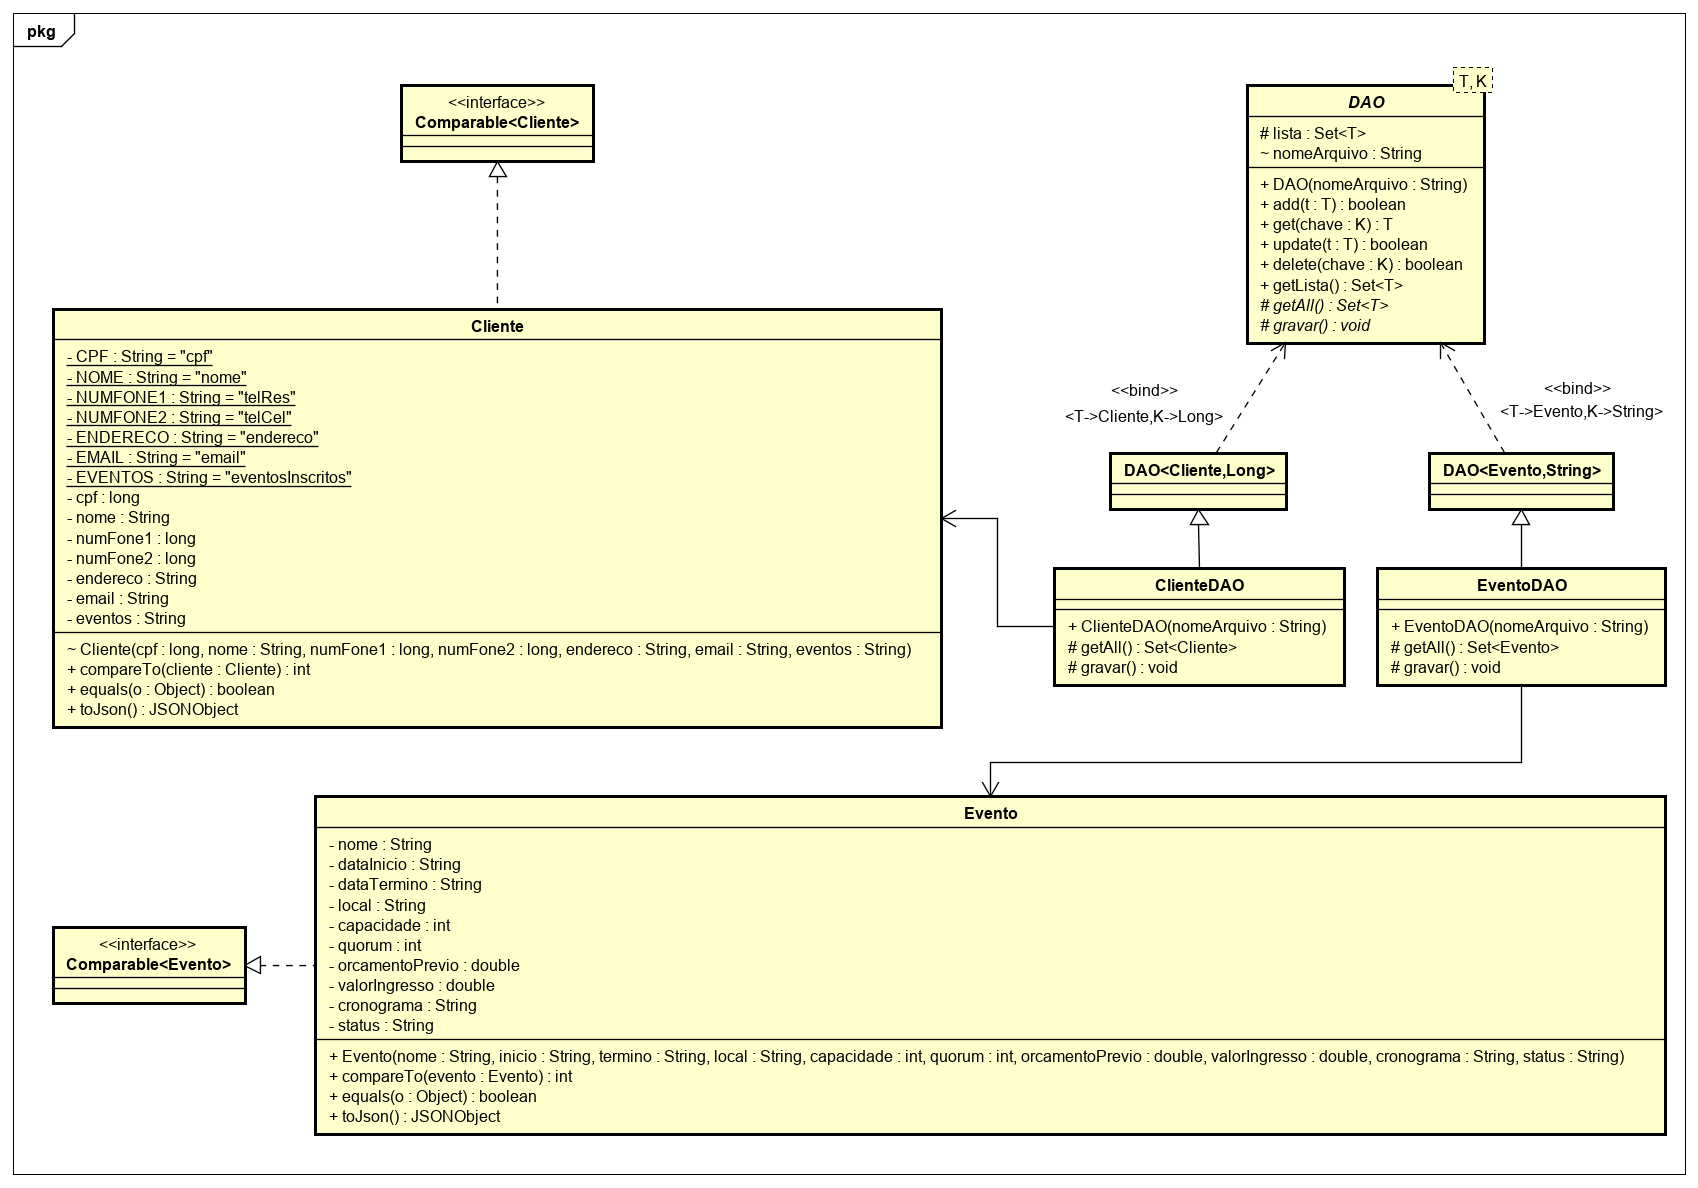 pkg
<<interface>>
Comparable<Cliente>
T, K
DAO
# lista : Set<T>
~ nomeArquivo : String
+ DAO(nomeArquivo : String)
+ add(t : T) : boolean
+ get(chave : K) : T
+ update(t : T) : boolean
+ delete(chave : K) : boolean
+ getLista() : Set<T>
# getAll() : Set<T>
# gravar() : void
<<bind>>
<T->Cliente,K->Long>
<<bind>>
<T->Evento,K->String>
Cliente
- CPF : String = "cpf"
- NOME : String = "nome"
- NUMFONE1 : String = "telRes"
- NUMFONE2 : String = "telCel"
- ENDERECO : String = "endereco"
- EMAIL : String = "email"
- EVENTOS : String = "eventosInscritos"
- cpf : long
- nome : String
- numFone1 : long
- numFone2 : long
- endereco : String
- email : String
- eventos : String
~ Cliente(cpf : long, nome : String, numFone1 : long, numFone2 : long, endereco : String, email : String, eventos : String)
+ compareTo(cliente : Cliente) : int
+ equals(o : Object) : boolean
+ toJson() : JSONObject
DAO<Cliente,Long>
DAO<Evento,String>
ClienteDAO
+ ClienteDAO(nomeArquivo : String)
# getAll() : Set<Cliente>
# gravar() : void
EventoDAO
+ EventoDAO(nomeArquivo : String)
# getAll() : Set<Evento>
# gravar() : void
<<interface>>
Comparable<Evento>
Evento
- nome : String
- dataInicio : String
- dataTermino : String
- local : String
- capacidade : int
- quorum : int
- orcamentoPrevio : double
- valorIngresso : double
- cronograma : String
- status : String
+ Evento(nome : String, inicio : String, termino : String, local : String, capacidade : int, quorum : int, orcamentoPrevio : double, valorIngresso : double, cronograma : String, status : String)
+ compareTo(evento : Evento) : int
+ equals(o : Object) : boolean
+ toJson() : JSONObject